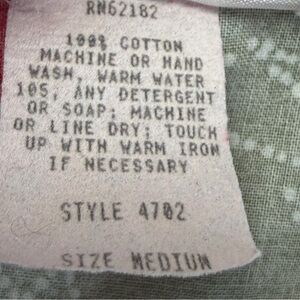 RN62182
100% COTTON
MACHINE OR HAND
WASH, WARM WATER
105, ANY DETERGENT
OR SOAP; MACHINE
OR LINE DRY; TOUCH
UP WITH WARM IRON
IF NECESSARY
STYLE 4702
SIZE MEDIUM